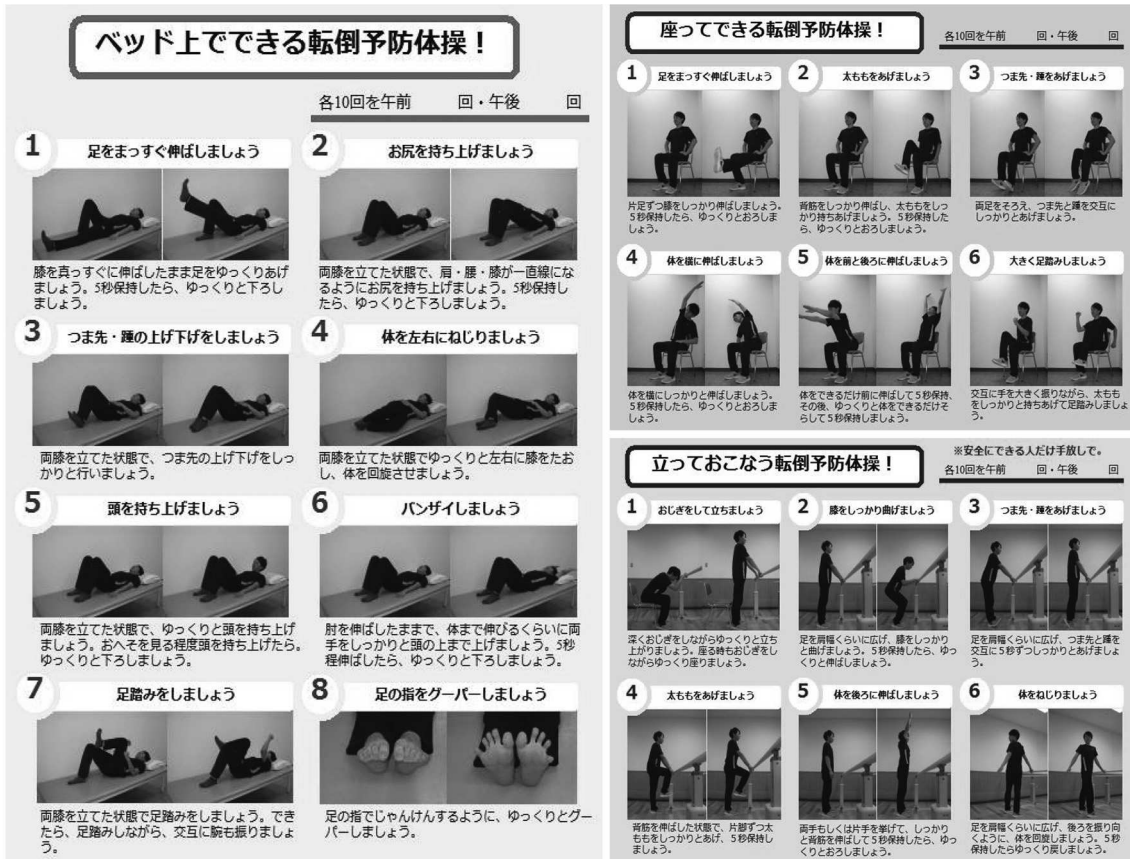 ベッド上でできる転倒予防体操！
各10回を午前　　回・午後　　回
1 足をまっすぐ伸ばしましょう
膝を真っすぐに伸ばしたまま足をゆっくりあげ
ましょう。5秒保持したら、ゆっくりと下ろし
ましょう。
2 お尻を持ち上げましょう
両膝を立てた状態で、肩・腰・膝が一直線にな
るようにお尻を持ち上げましょう。5秒保持し
たら、ゆっくりと下ろしましょう。
3 つま先・踵の上げ下げをしましょう
両膝を立てた状態で、つま先の上げ下げをしっ
かりと行いましょう。
4 体を左右にねじりましょう
両膝を立てた状態でゆっくりと左右に膝をたお
し、体を回旋させましょう。
5 頭を持ち上げましょう
両膝を立てた状態で、ゆっくりと頭を持ち上げ
ましょう。おへそを見る程度頭を持ち上げたら、
ゆっくりと下ろしましょう。
6 バンザイしましょう
肘を伸ばしたままで、体まで伸びるくらいに両
手をしっかりと頭の上まで上げましょう。5秒
程伸ばしたら、ゆっくりと下ろしましょう。
7 足踏みをしましょう
両膝を立てた状態で足踏みをしましょう。でき
たら、足踏みしながら、交互に腕も振りましょ
う。
8 足の指をグーパーしましょう
足の指でじゃんけんするように、ゆっくりとグー
パーしましょう。
座ってできる転倒予防体操！
各10回を午前　　回・午後　　回
1 足をまっすぐ伸ばしましょう
片足ずつ膝をしっかり伸ばしましょう。
5秒保持したら、ゆっくりとおろしま
しょう。
2 太ももをあげましょう
背筋をしっかり伸ばし、太ももをしっ
かり持ちあげましょう。5秒保持した
ら、ゆっくりとおろしましょう。
3 つま先・踵をあげましょう
両足をそろえ、つま先と踵を交互に
しっかりとあげましょう。
4 体を横に伸ばしましょう
体を横にしっかりと伸ばしましょう。
5秒保持したら、ゆっくりとおろしま
しょう。
5 体を前と後ろに伸ばしましょう
体をできるだけ前に伸ばして5秒保持、
その後、ゆっくりと体をできるだけそ
らして5秒保持しましょう。
6 大きく足踏みしましょう
交互に手を大きく振りながら、太もも
をしっかりと持ちあげて足踏みしましょ
う。
立っておこなう転倒予防体操！
※安全にできる人だけ手放しで。
各10回を午前　　回・午後　　回
1 おじぎをして立ちましょう
深くおじぎをしながらゆっくりと立ち
上がりましょう。座る時もおじぎをし
ながらゆっくり座りましょう。
2 膝をしっかり曲げましょう
足を肩幅くらいに広げ、膝をしっかり
と曲げましょう。5秒保持したら、ゆっ
くりと伸ばしましょう。
3 つま先・踵をあげましょう
足を肩幅くらいに広げ、つま先と踵を
交互に5秒ずつしっかりとあげましょ
う。
4 太ももをあげましょう
背筋を伸ばした状態で、片脚ずつ太
ももをしっかりとあげ、5秒保持し
ましょう。
5 体を後ろに伸ばしましょう
両手もしくは片手を挙げて、しっかり
と背筋を伸ばして5秒保持したら、ゆっ
くりとおろしましょう。
6 体をねじりましょう
足を肩幅くらいに広げ、後ろを振り向
くように、体を回旋しましょう。5秒
保持したらゆっくり戻しましょう。